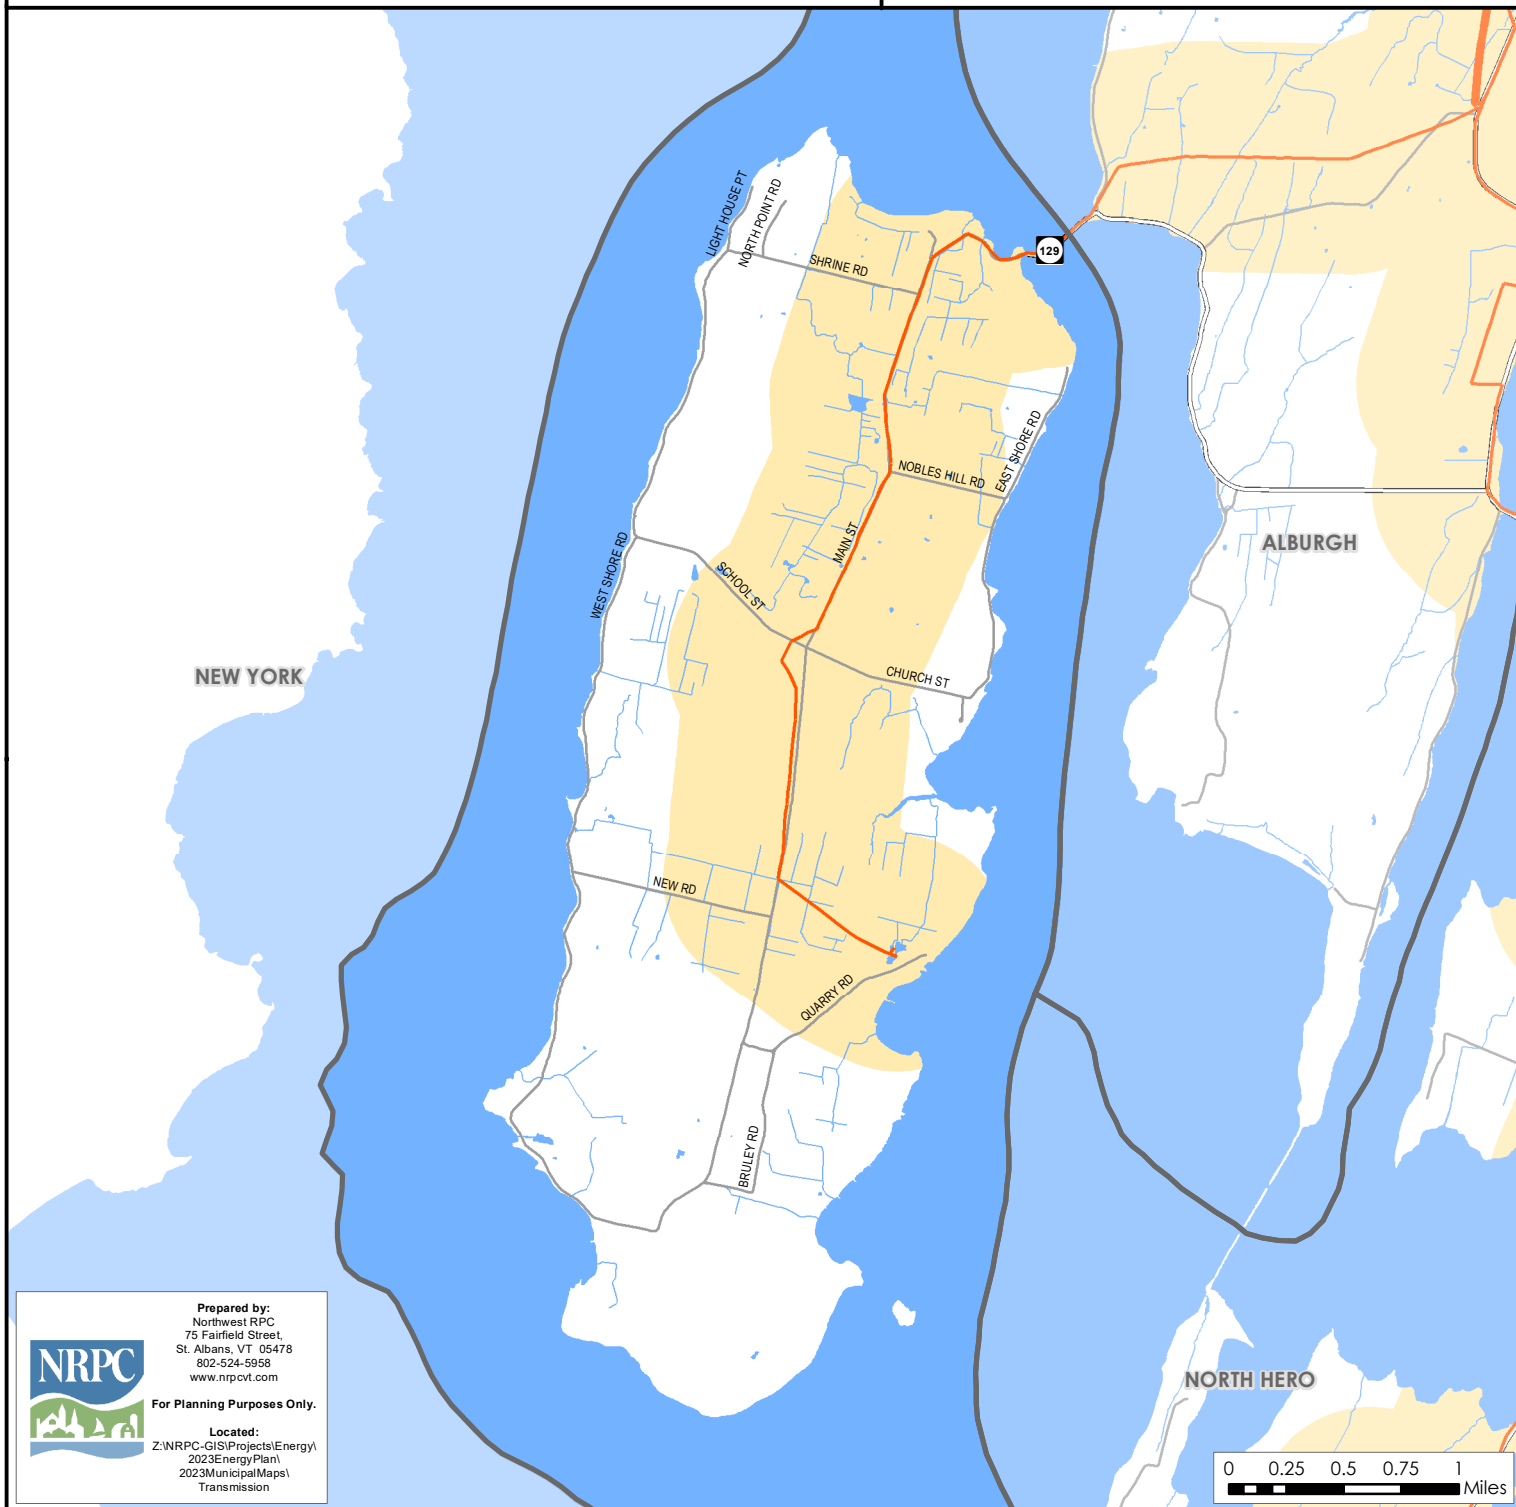 129
LIGHT HOUSE PT
NORTH POINT RD
SHRINE RD
NOBLES HILL RD
EAST SHORE RD
MAIN ST
WEST SHORE RD
SCHOOL ST
ALBURGH
NEW YORK
CHURCH ST
NEW RD
QUARRY RD
BRULEY RD
NORTH HERO
NRPC
Prepared by:
Northwest RPC
75 Fairfield Street,
St. Albans, VT 05478
802-524-5958
www.nrpcvt.com
For Planning Purposes Only.
Located:
Z:\NRPC-GIS\Projects\Energy\
2023EnergyPlan\
2023MunicipalMaps\
Transmission
0 0.25 0.5 0.75 1
Miles